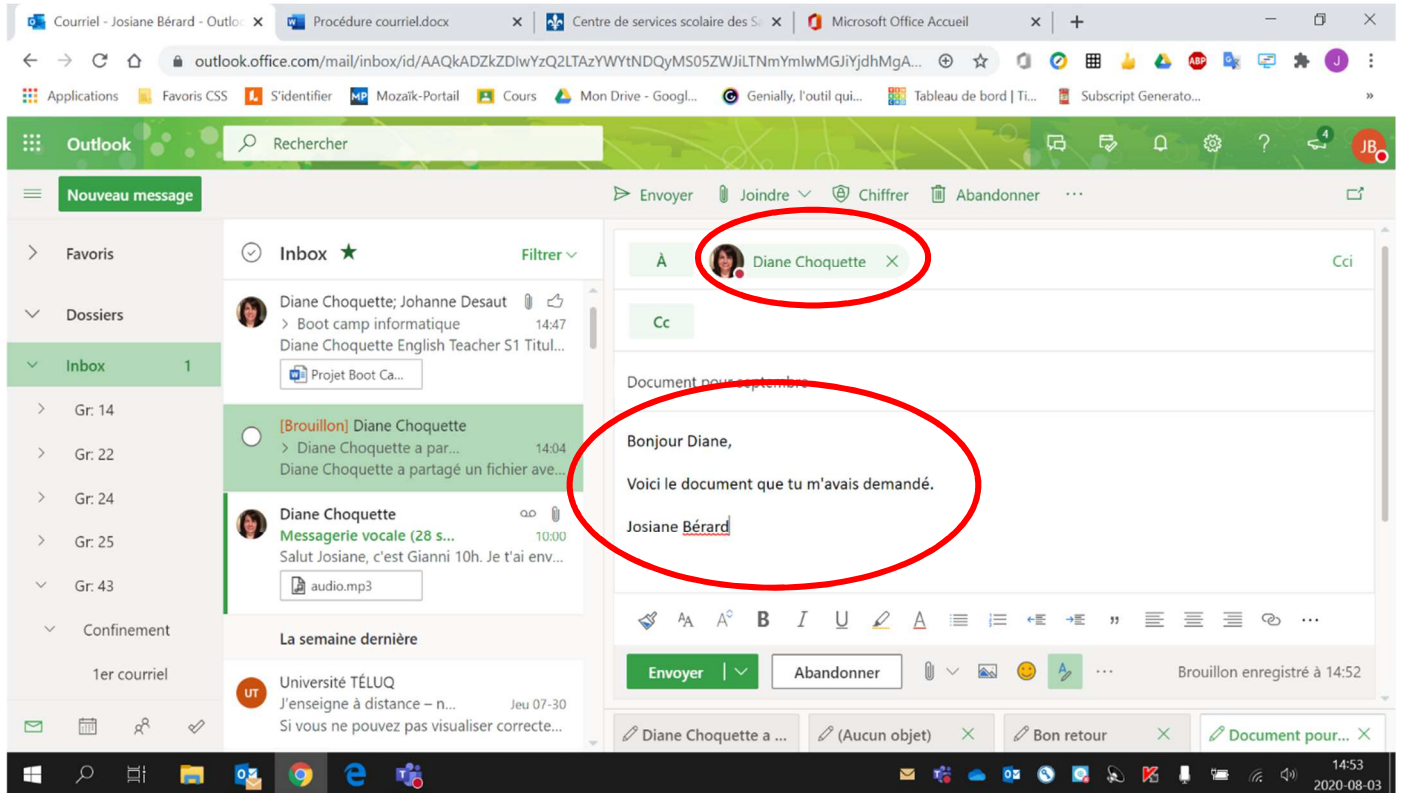 Courriel - Josiane Bérard - Outloo
Procédure courriel.docx
Centre de services scolaire des S
Microsoft Office Accueil
outlook.office.com/mail/inbox/id/AAQkADZkZDIwYzQ2LTAzYWYtNDQyMS05ZWJiLTNmYmIwMGJiYjdhMgA...
Applications
Favoris CSS
S'identifier
Mozaïk-Portail
Cours
Mon Drive - Googl...
Genially, l'outil qui...
Tableau de bord | Ti...
Subscript Generato...
»
Outlook
Rechercher
4
JB
Nouveau message
Envoyer
Joindre
Chiffrer
Abandonner
...
Favoris
Dossiers
Inbox 1
Gr: 14
Gr: 22
Gr: 24
Gr: 25
Gr: 43
Confinement
1er courriel
Inbox ★ Filtrer
Diane Choquette; Johanne Desaut
> Boot camp informatique 14:47
Diane Choquette English Teacher S1 Titul...
Projet Boot Ca...
[Brouillon] Diane Choquette
> Diane Choquette a par... 14:04
Diane Choquette a partagé un fichier ave...
Diane Choquette
Messagerie vocale (28 s... 10:00
Salut Josiane, c'est Gianni 10h. Je t'ai env...
audio.mp3
La semaine dernière
UT
Université TÉLUQ
J'enseigne à distance – n... Jeu 07-30
Si vous ne pouvez pas visualiser correcte...
À Diane Choquette Cci
Cc
Document pour septembre
Bonjour Diane,
Voici le document que tu m'avais demandé.
Josiane Bérard
Envoyer
Abandonner
...
Brouillon enregistré à 14:52
Diane Choquette a ...
(Aucun objet)
Bon retour
Document pour...
14:53
2020-08-03